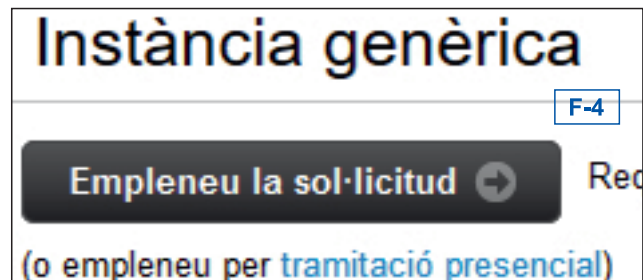 Instància genèrica
F-4
Empleneu la sol·licitud
(o empleneu per tramitació presencial)